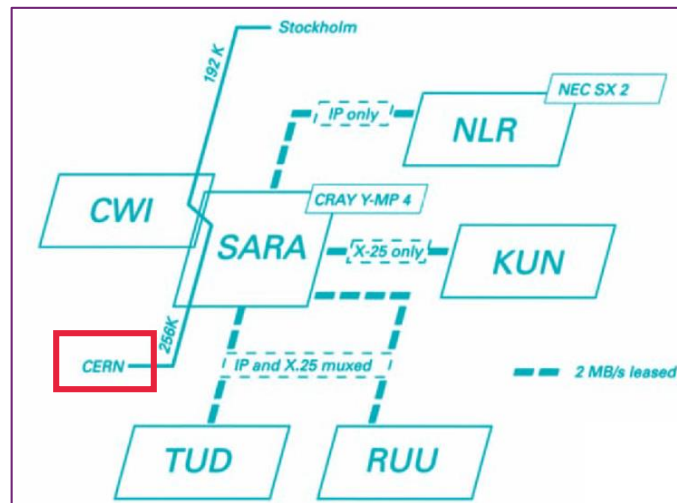 Stockholm
192 K
NEC SX 2
IP only
NLR
CWI
CRAY Y-MP 4
SARA
X-25 only
KUN
256K
CERN
IP and X.25 muxed
2 MB/s leased
TUD
RUU